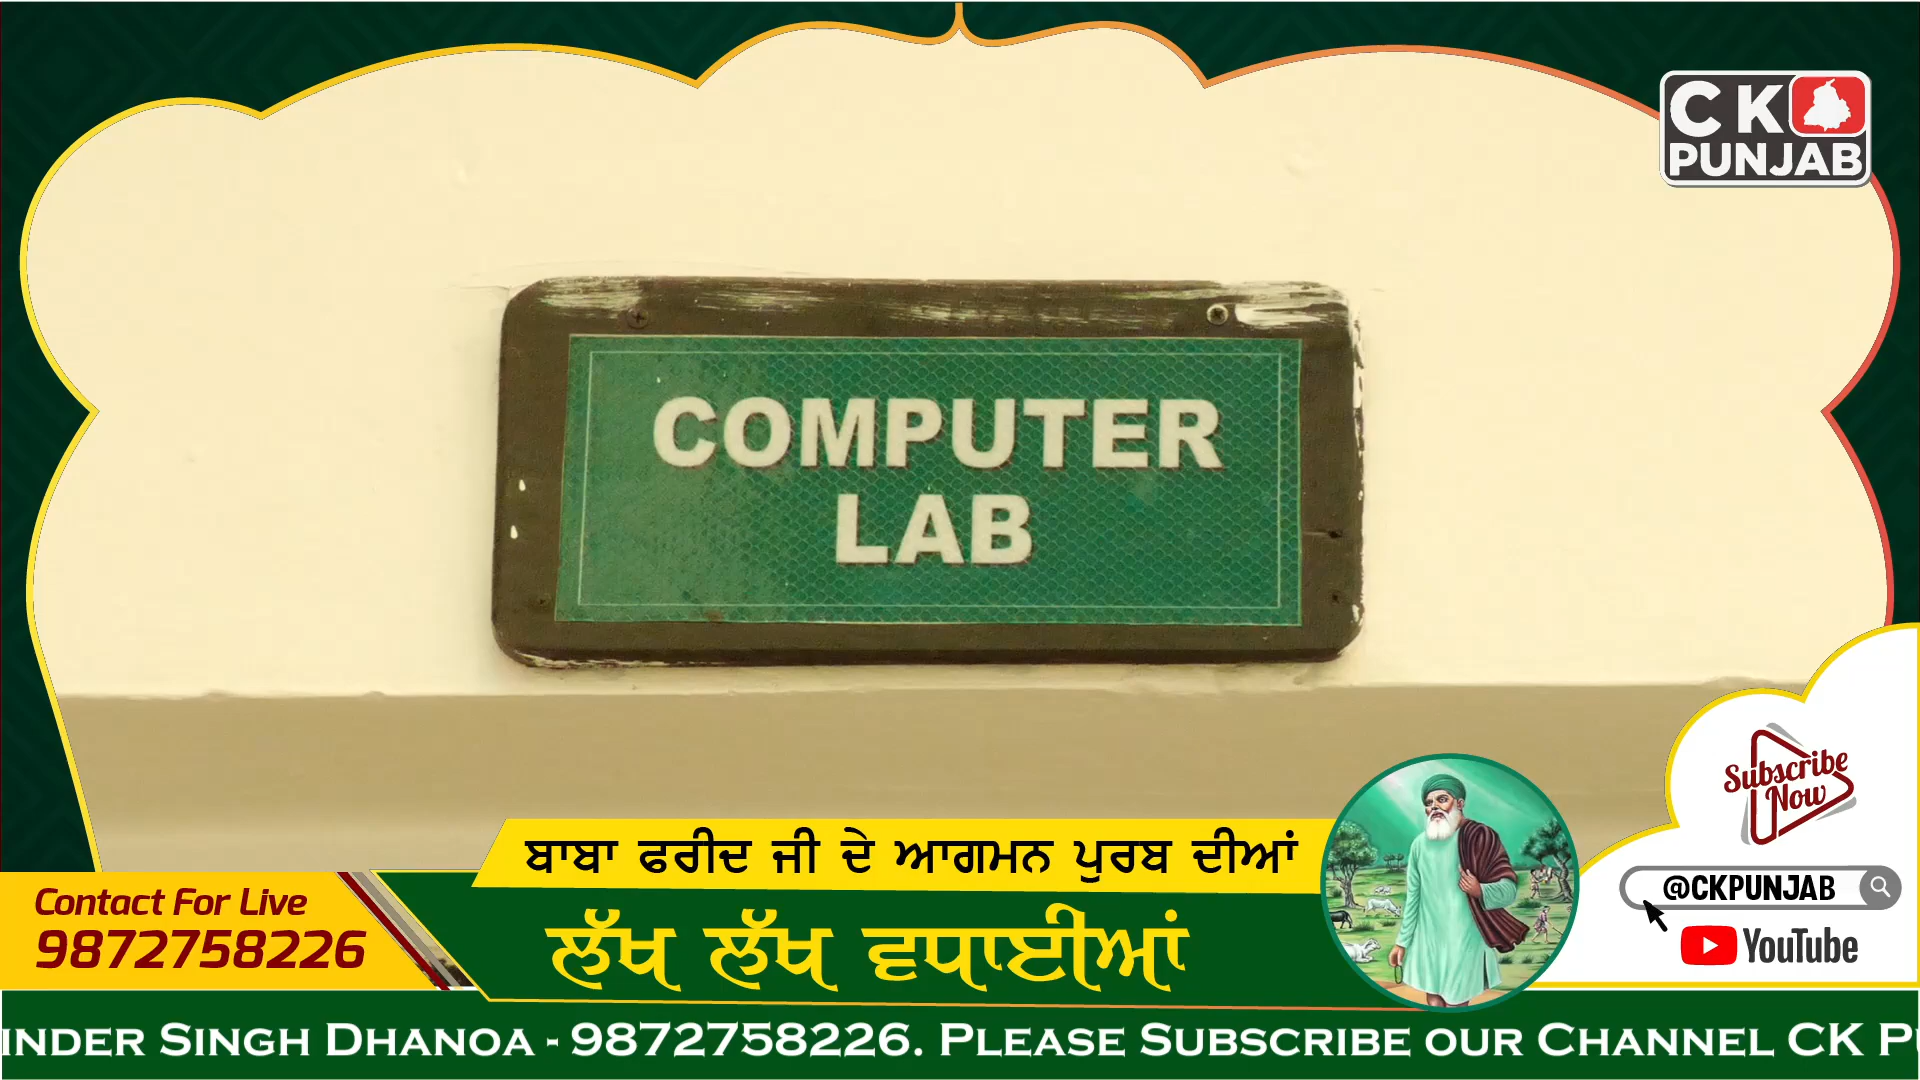 CK
PUNJAB
COMPUTER
LAB
Subscribe
Now
ਬਾਬਾ ਫਰੀਦ ਜੀ ਦੇ ਆਗਮਨ ਪੁਰਬ ਦੀਆਂ
ਲੱਖ ਲੱਖ ਵਧਾਈਆਂ
Contact For Live
9872758226
@CKPUNJAB
YouTube
INDER SINGH DHANOA - 9872758226. PLEASE SUBSCRIBE OUR CHANNEL CK